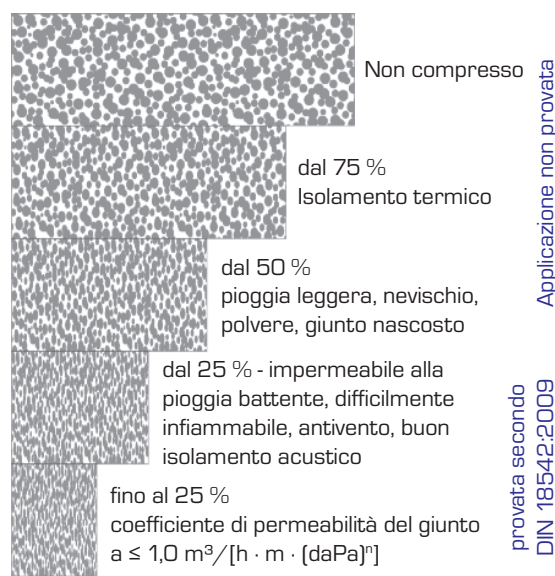 Non compresso
dal 75 %
Isolamento termico
dal 50 %
pioggia leggera, nevischio,
polvere, giunto nascosto
dal 25 % - impermeabile alla
pioggia battente, difficilmente
infiammabile, antivento, buon
isolamento acustico
fino al 25 %
coefficiente di permeabilità del giunto
a ≤ 1,0 m³/[h · m · (daPa)ⁿ]
Applicazione non provata
provata secondo
DIN 18542:2009